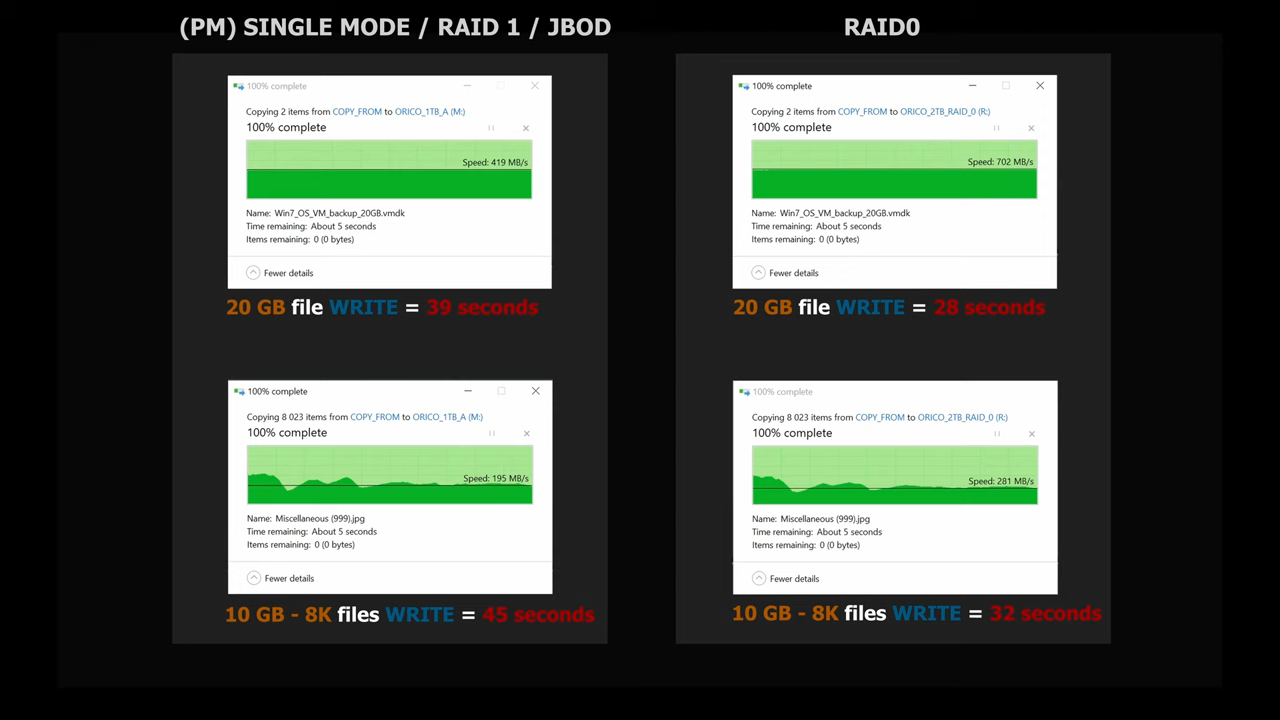 (PM) SINGLE MODE / RAID 1 / JBOD
100% complete
Copying 2 items from COPY_FROM to ORICO_1TB_A (M:)
100% complete
Speed: 419 MB/s
Name: Win7_OS_VM_backup_20GB.vmdk
Time remaining: About 5 seconds
Items remaining: 0 (0 bytes)
Fewer details
20 GB file WRITE = 39 seconds
100% complete
Copying 8 023 items from COPY_FROM to ORICO_1TB_A (M:)
100% complete
Speed: 195 MB/s
Name: Miscellaneous (999).jpg
Time remaining: About 5 seconds
Items remaining: 0 (0 bytes)
Fewer details
10 GB - 8K files WRITE = 45 seconds
RAID0
100% complete
Copying 2 items from COPY_FROM to ORICO_2TB_RAID_0 (R:)
100% complete
Speed: 702 MB/s
Name: Win7_OS_VM_backup_20GB.vmdk
Time remaining: About 5 seconds
Items remaining: 0 (0 bytes)
Fewer details
20 GB file WRITE = 28 seconds
100% complete
Copying 8 023 items from COPY_FROM to ORICO_2TB_RAID_0 (R:)
100% complete
Speed: 281 MB/s
Name: Miscellaneous (999).jpg
Time remaining: About 5 seconds
Items remaining: 0 (0 bytes)
Fewer details
10 GB - 8K files WRITE = 32 seconds